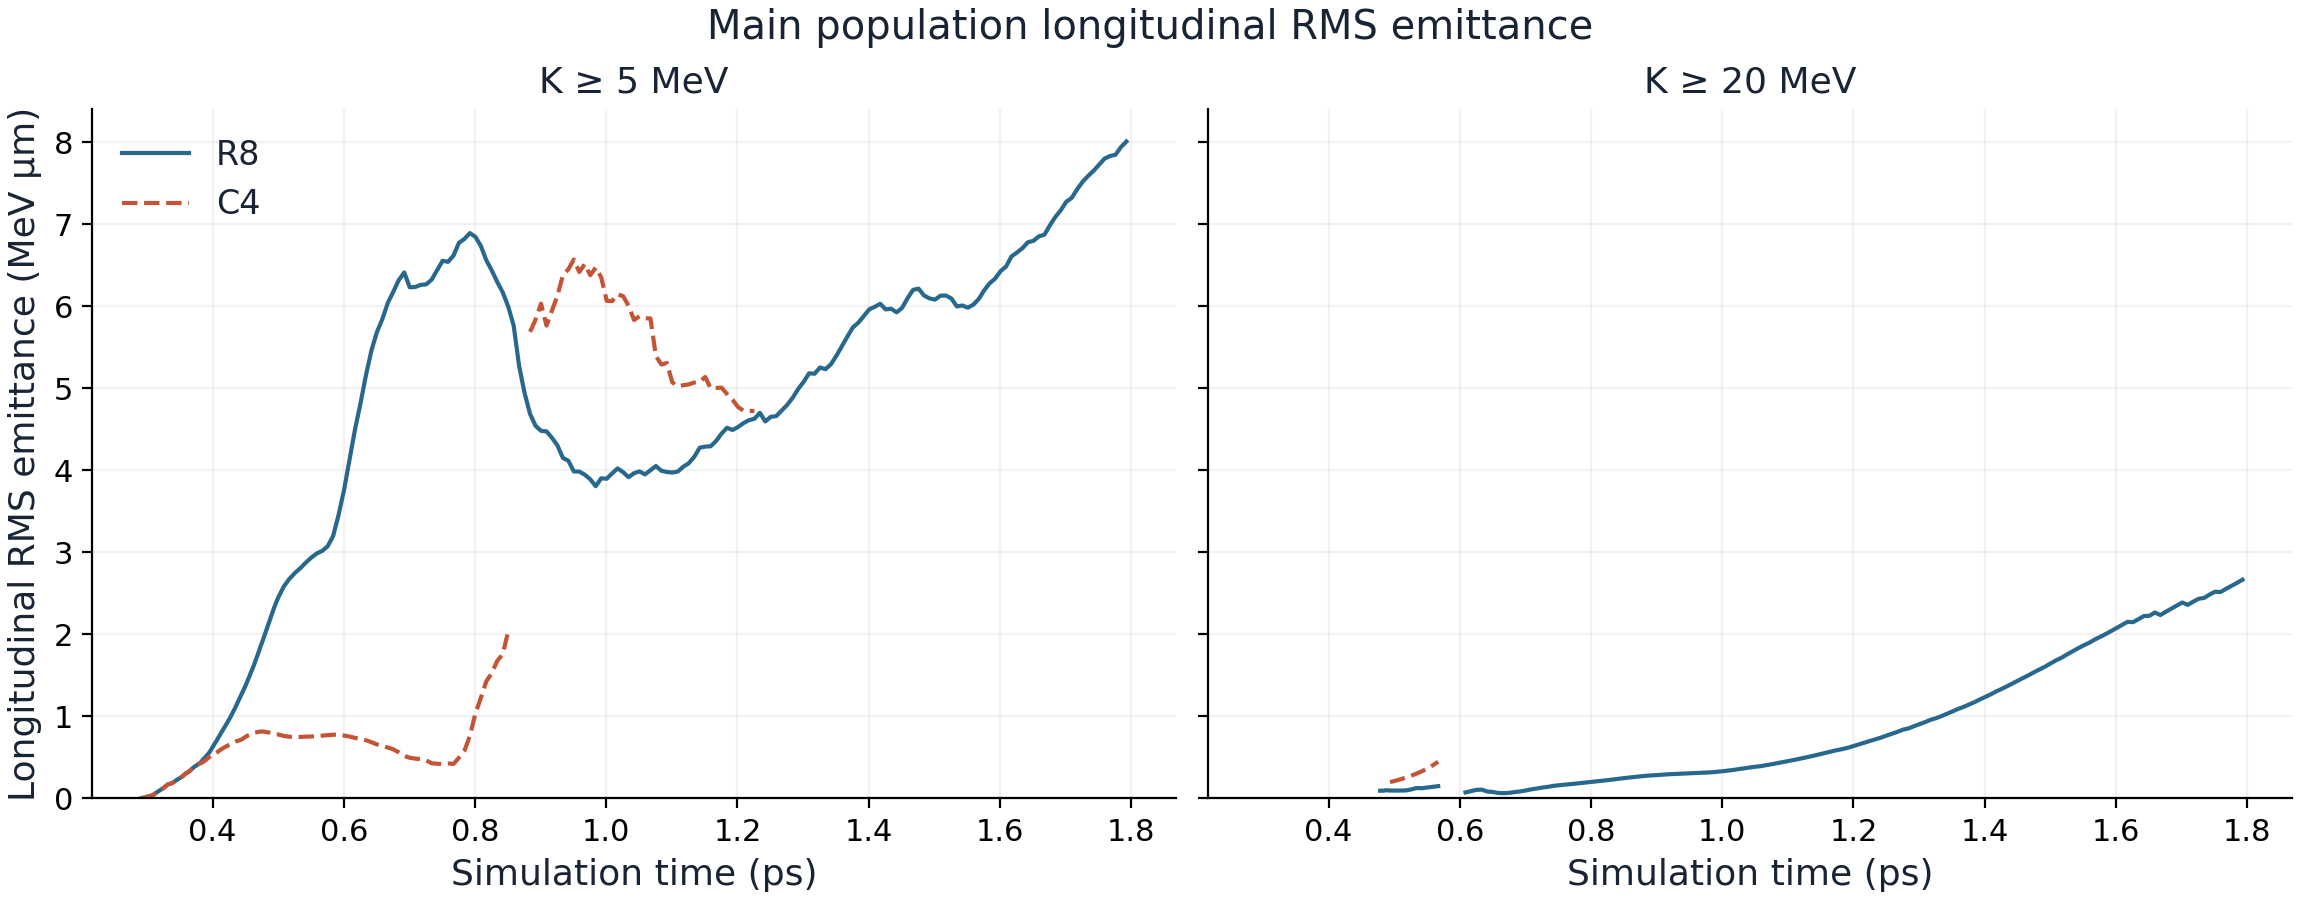 Main population longitudinal RMS emittance
K ≥ 5 MeV
K ≥ 20 MeV
Longitudinal RMS emittance (MeV µm)
8
7
6
5
4
3
2
1
0
R8
C4
0.4 0.6 0.8 1.0 1.2 1.4 1.6 1.8
0.4 0.6 0.8 1.0 1.2 1.4 1.6 1.8
Simulation time (ps)
Simulation time (ps)